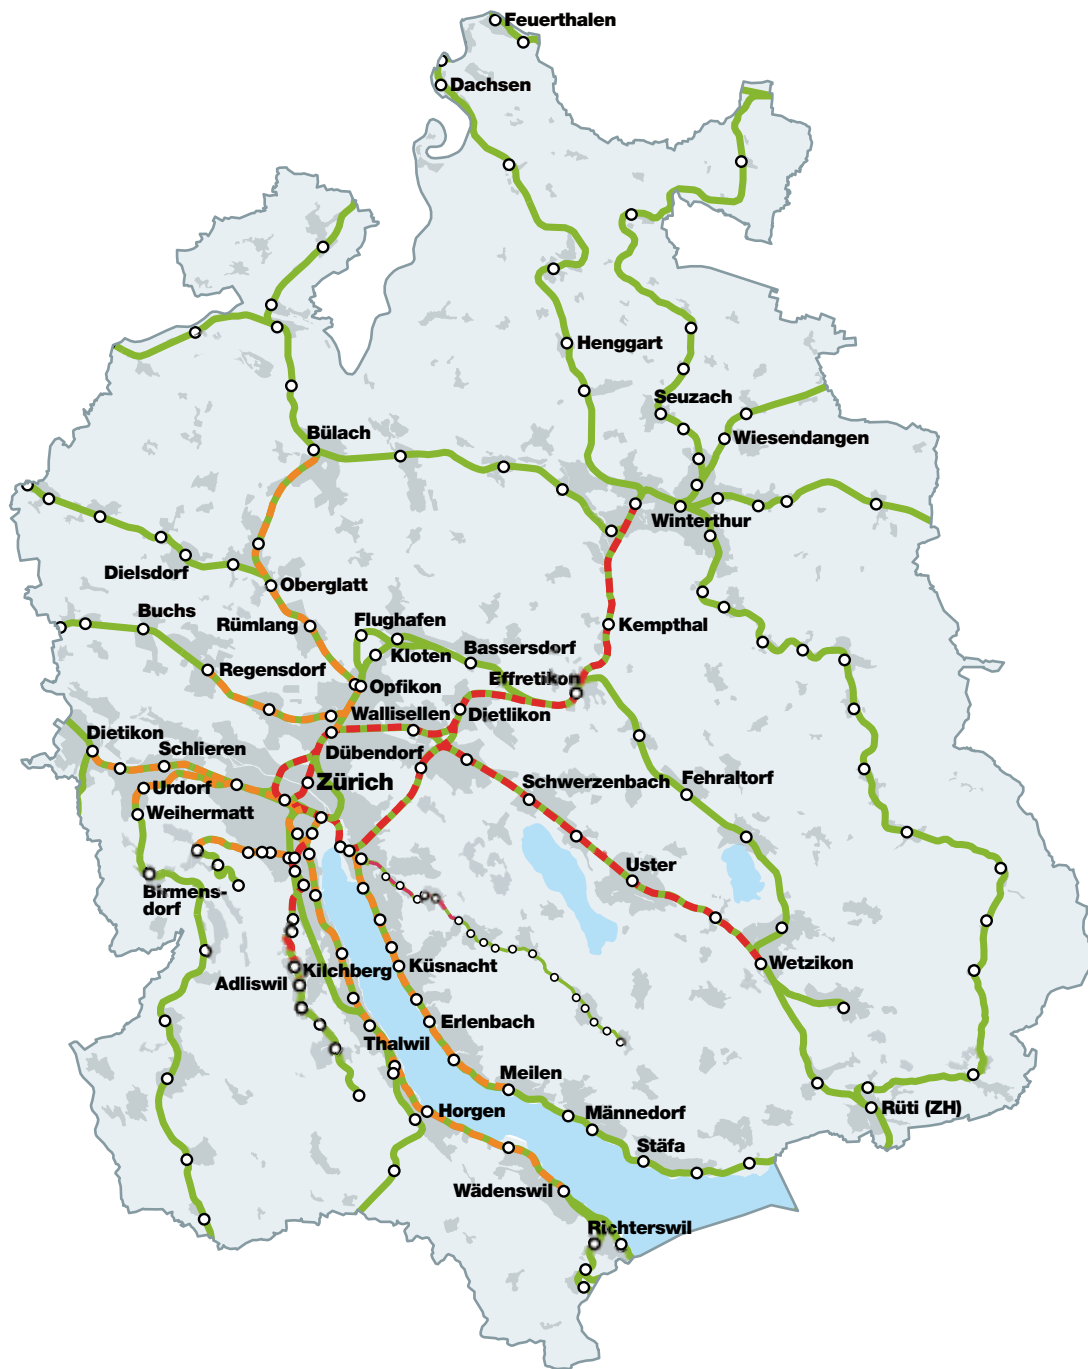 Feuerthalen
Dachsen
Henggart
Seuzach
Wiesendangen
Bülach
Winterthur
Dielsdorf
Oberglatt
Buchs
Rümlang
Flughafen
Kempthal
Kloten
Bassersdorf
Regensdorf
Effretikon
Opfikon
Wallisellen
Dietlikon
Dietikon
Schlieren
Dübendorf
Zürich
Schwerzenbach
Fehraltorf
Urdorf
Weihermatt
Uster
Birmens-
dorf
Wetzikon
Kilchberg
Küsnacht
Adliswil
Erlenbach
Thalwil
Meilen
Horgen
Männedorf
Rüti (ZH)
Stäfa
Wädenswil
Richterswil